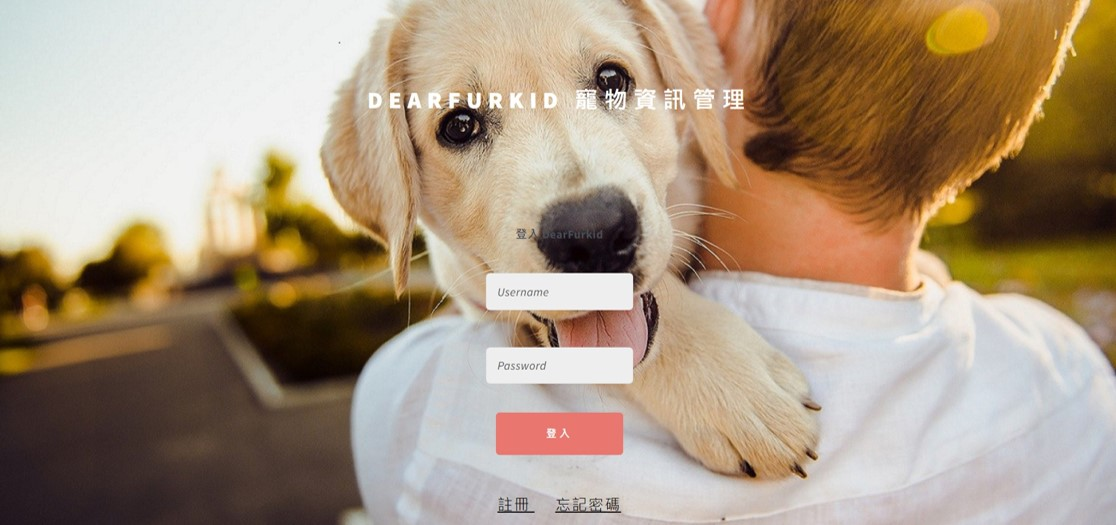 DEARFURKID 寵物資訊管理
登入 DearFurkid
Username
Password
登入
註冊 忘記密碼